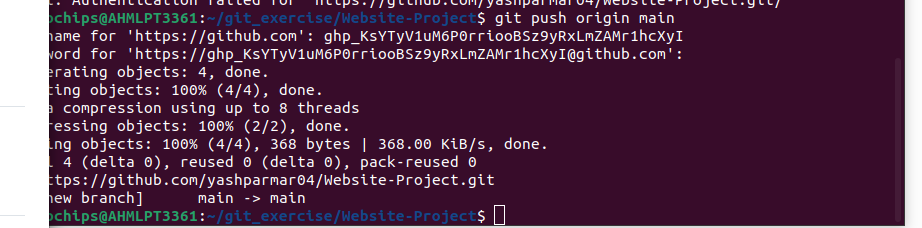 t. Authentication failed for 'https://github.com/yashparmar04/Website-Project.git/'
ochips@AHMLPT3361:~/git_exercise/Website-Project$ git push origin main
name for 'https://github.com': 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
word for 'https://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@github.com':
erating objects: 4, done.
ting objects: 100% (4/4), done.
a compression using up to 8 threads
ressing objects: 100% (2/2), done.
ing objects: 100% (4/4), 368 bytes | 368.00 KiB/s, done.
l 4 (delta 0), reused 0 (delta 0), pack-reused 0
ttps://github.com/yashparmar04/Website-Project.git
new branch]      main -> main
ochips@AHMLPT3361:~/git_exercise/Website-Project$